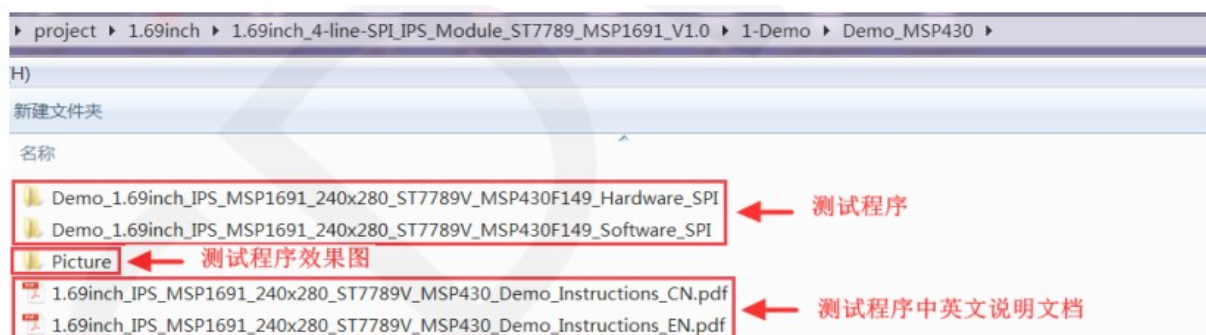 project ▸ 1.69inch ▸ 1.69inch_4-line-SPI_IPS_Module_ST7789_MSP1691_V1.0 ▸ 1-Demo ▸ Demo_MSP430 ▸
H)
新建文件夹
名称
Demo_1.69inch_IPS_MSP1691_240x280_ST7789V_MSP430F149_Hardware_SPI
测试程序
Demo_1.69inch_IPS_MSP1691_240x280_ST7789V_MSP430F149_Software_SPI
Picture 测试程序效果图
1.69inch_IPS_MSP1691_240x280_ST7789V_MSP430_Demo_Instructions_CN.pdf
测试程序中英文说明文档
1.69inch_IPS_MSP1691_240x280_ST7789V_MSP430_Demo_Instructions_EN.pdf